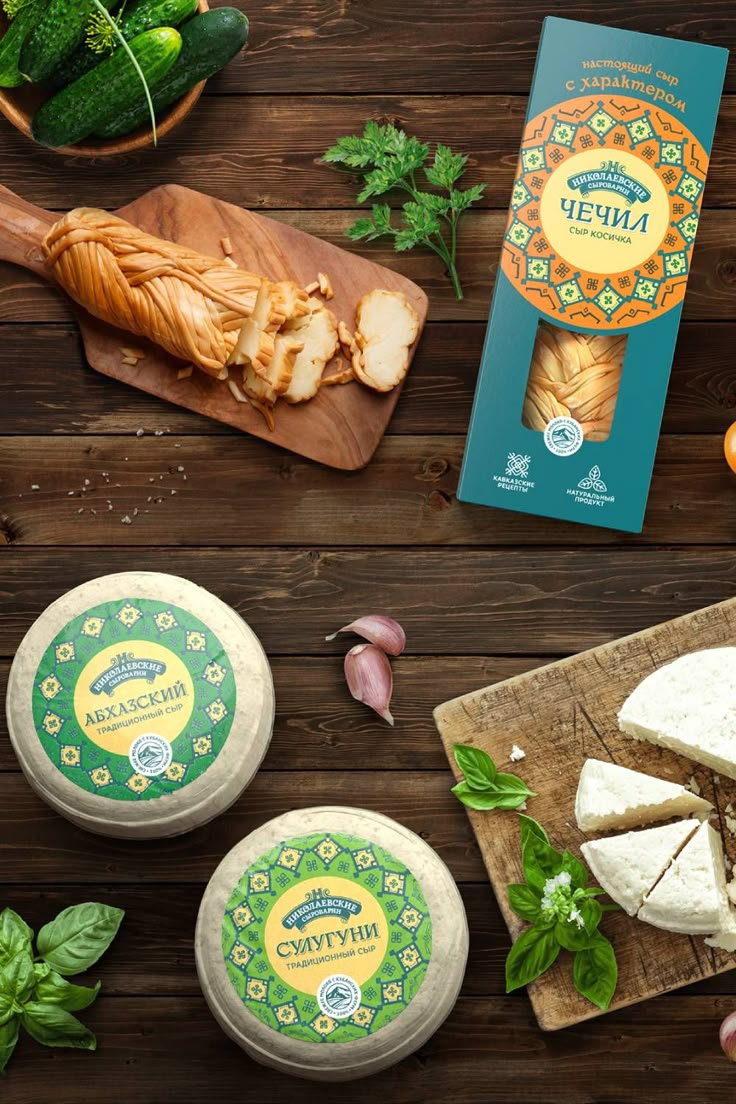 настоящий сыр
с характером
НИКОЛАЕВСКИЕ
СЫРОВАРНИ
ЧЕЧИЛ
СЫР КОСИЧКА
КАВКАЗСКИЕ
РЕЦЕПТЫ
НАТУРАЛЬНЫЙ
ПРОДУКТ
НИКОЛАЕВСКИЕ
СЫРОВАРНИ
АБХАЗСКИЙ
ТРАДИЦИОННЫЙ СЫР
НИКОЛАЕВСКИЕ
СЫРОВАРНИ
СУЛУГУНИ
ТРАДИЦИОННЫЙ СЫР